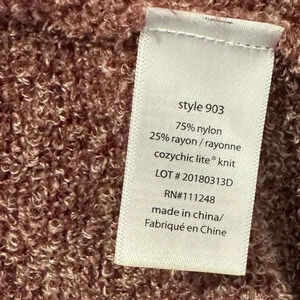 style 903
75% nylon
25% rayon / rayonne
cozychic lite® knit
LOT # 20180313D
RN#111248
made in china/
Fabriqué en Chine